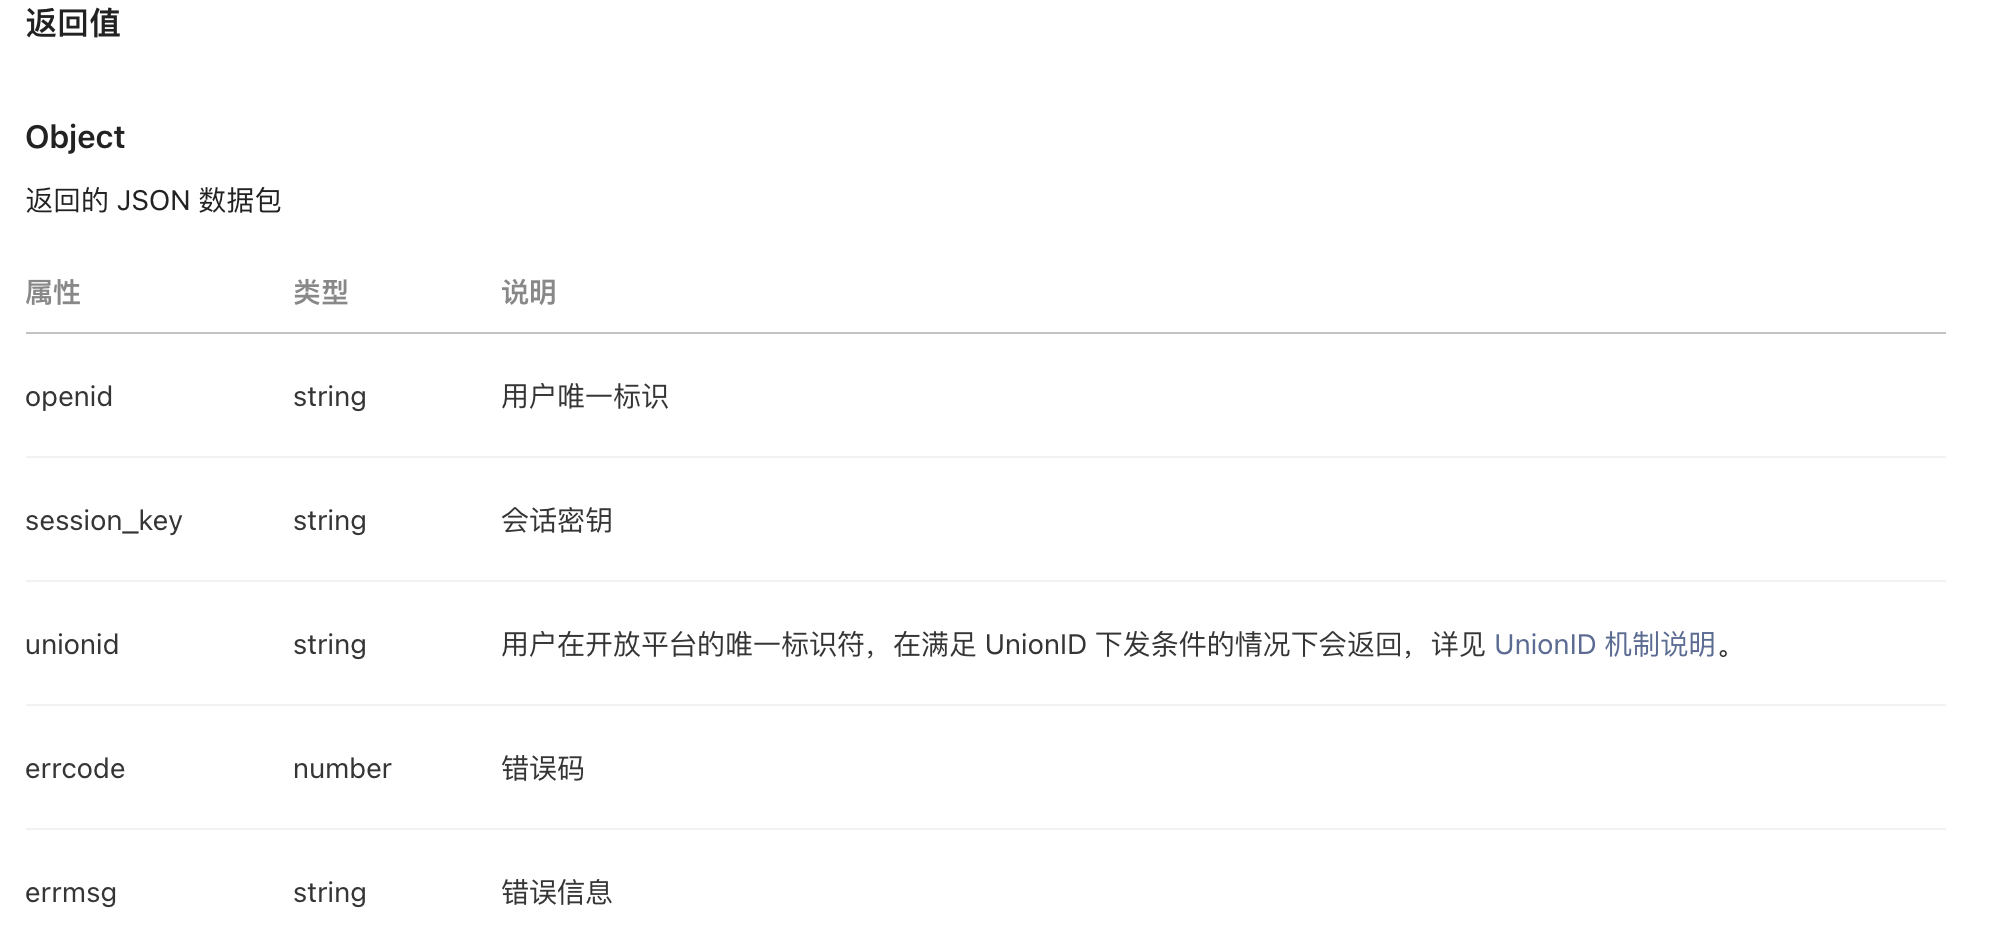 返回值
Object
返回的 JSON 数据包
属性 类型 说明
openid string 用户唯一标识
session_key string 会话密钥
unionid string 用户在开放平台的唯一标识符，在满足 UnionID 下发条件的情况下会返回，详见 UnionID 机制说明。
errcode number 错误码
errmsg string 错误信息